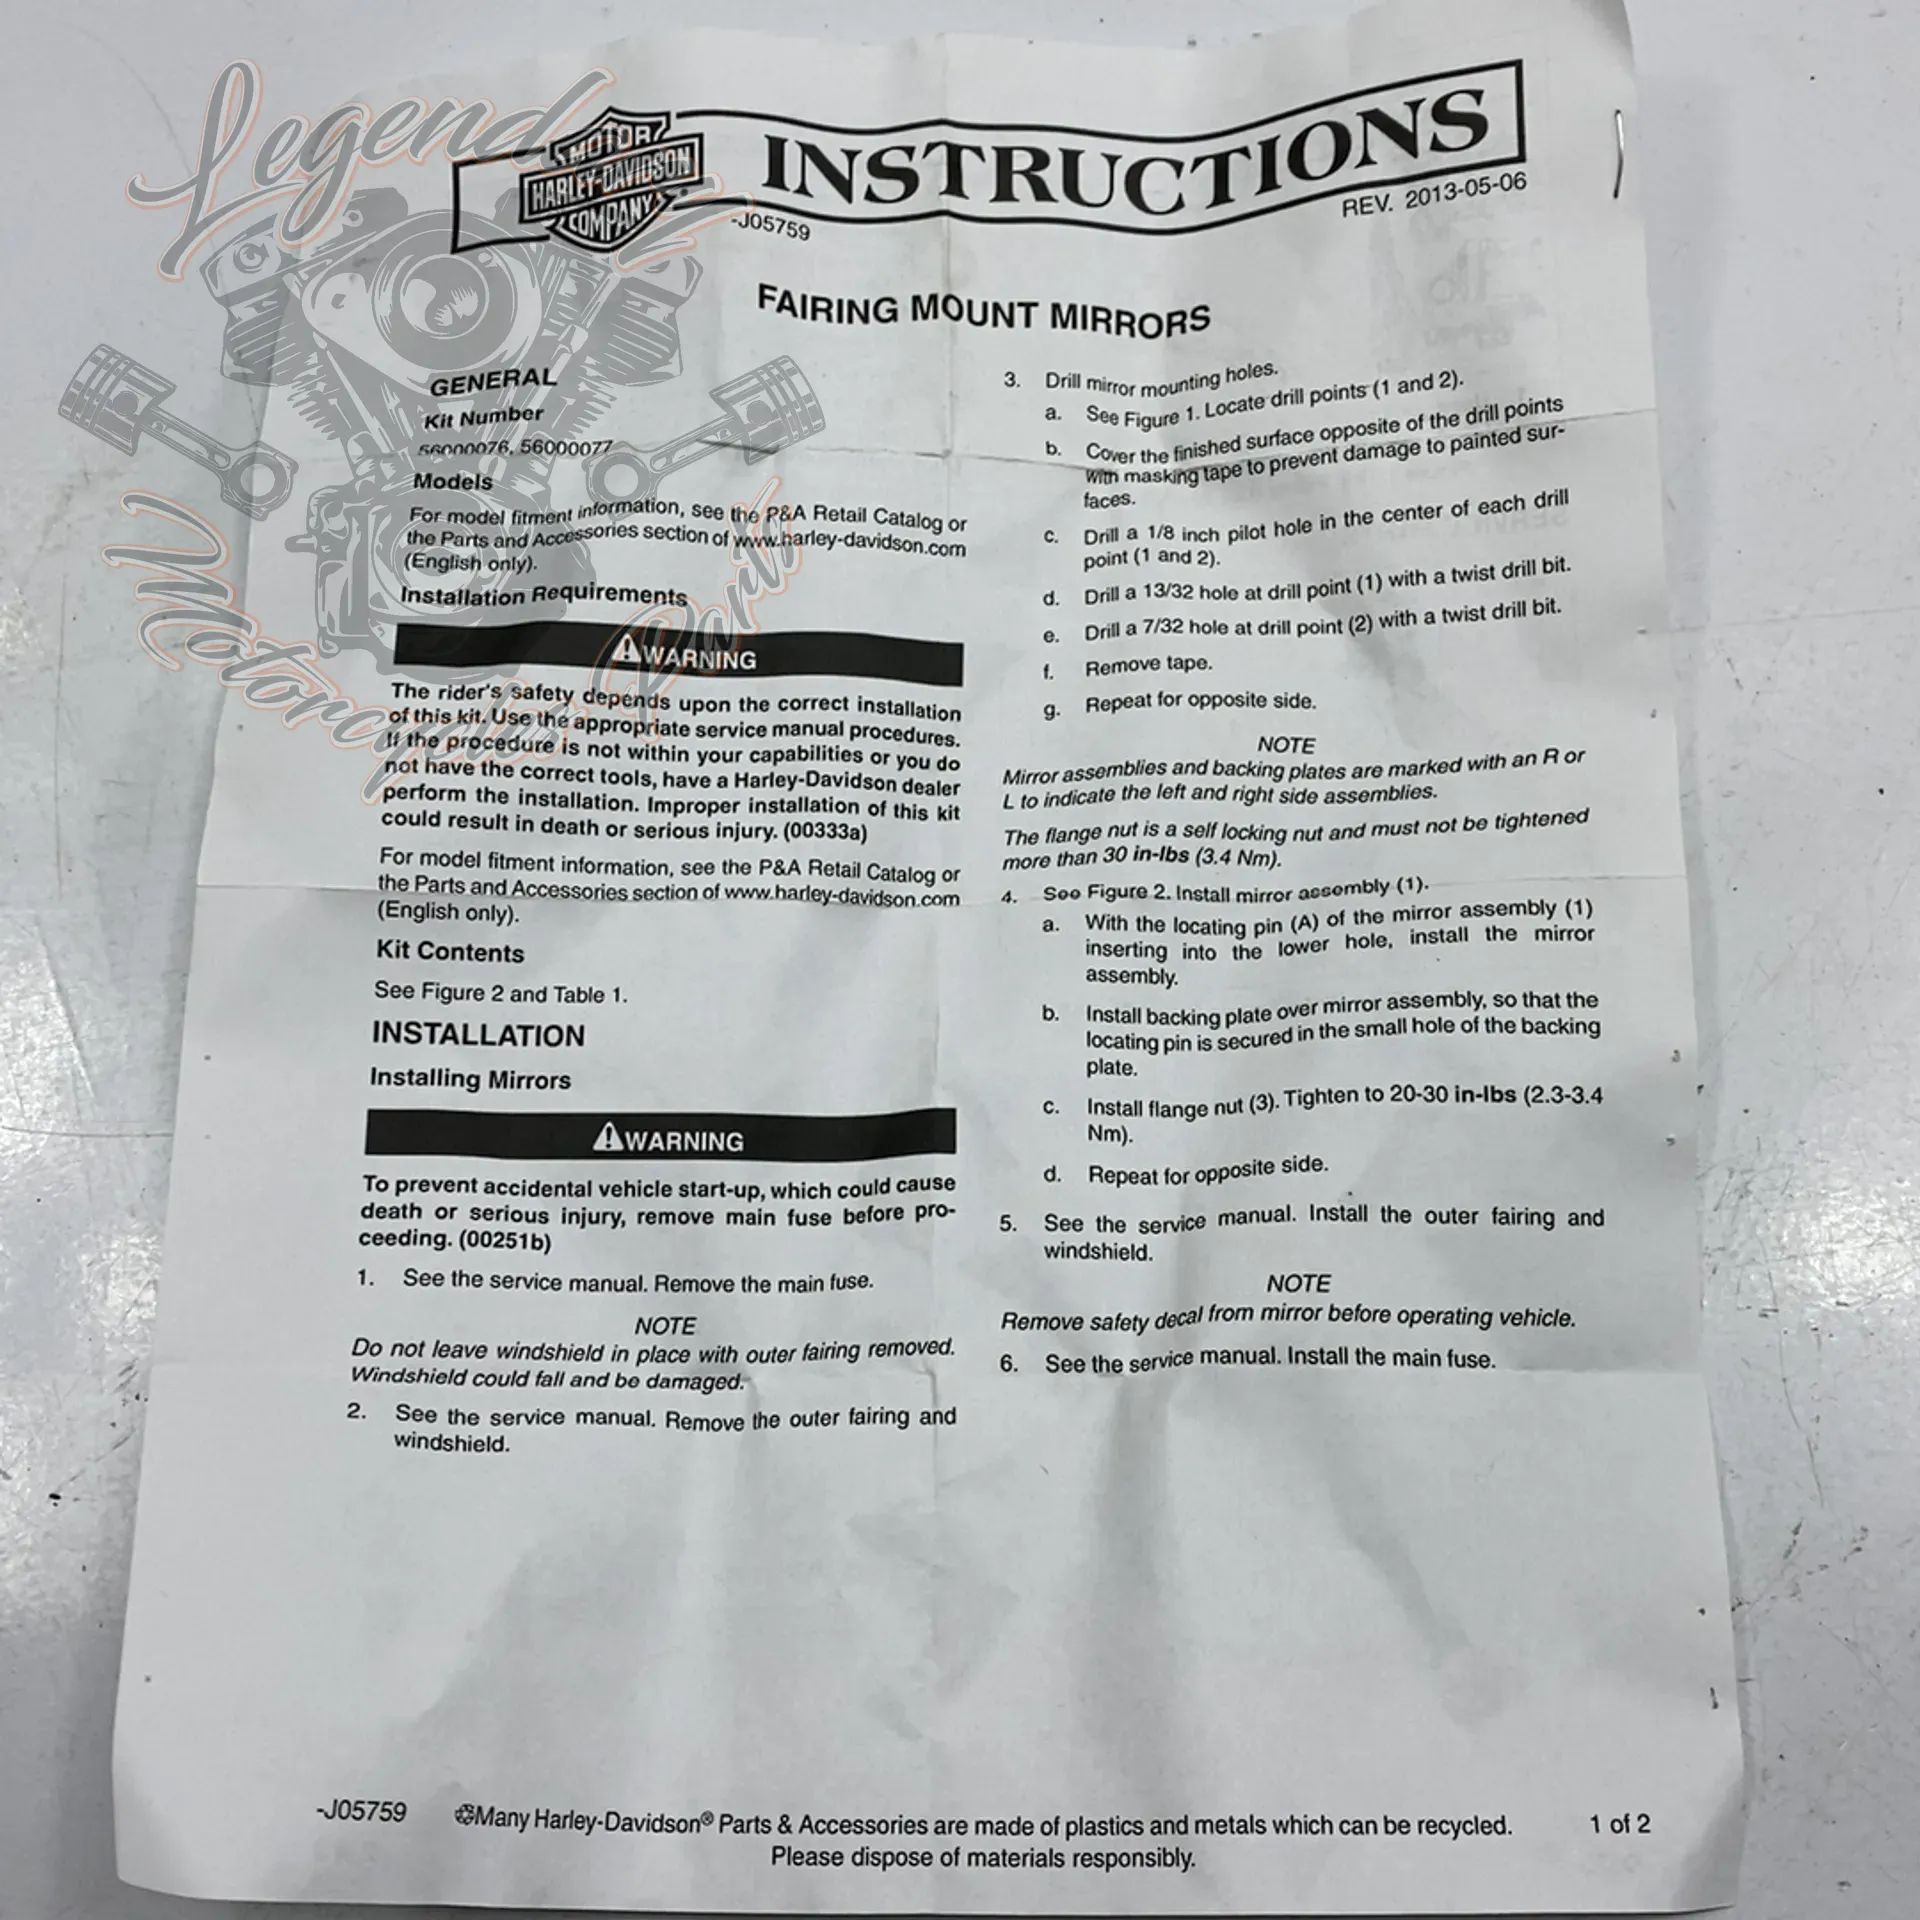 Legend
Motorcycles Parts
MOTOR
HARLEY-DAVIDSON
COMPANY
INSTRUCTIONS
-J05759
REV. 2013-05-06
FAIRING MOUNT MIRRORS
GENERAL
Kit Number
56000076, 56000077
Models
For model fitment information, see the P&A Retail Catalog or
the Parts and Accessories section of www.harley-davidson.com
(English only).
Installation Requirements
⚠WARNING
The rider's safety depends upon the correct installation
of this kit. Use the appropriate service manual procedures.
If the procedure is not within your capabilities or you do
not have the correct tools, have a Harley-Davidson dealer
perform the installation. Improper installation of this kit
could result in death or serious injury. (00333a)
For model fitment information, see the P&A Retail Catalog or
the Parts and Accessories section of www.harley-davidson.com
(English only).
Kit Contents
See Figure 2 and Table 1.
INSTALLATION
Installing Mirrors
⚠WARNING
To prevent accidental vehicle start-up, which could cause
death or serious injury, remove main fuse before pro-
ceeding. (00251b)
1. See the service manual. Remove the main fuse.
NOTE
Do not leave windshield in place with outer fairing removed.
Windshield could fall and be damaged.
2. See the service manual. Remove the outer fairing and
windshield.
3. Drill mirror mounting holes.
a. See Figure 1. Locate drill points (1 and 2).
b. Cover the finished surface opposite of the drill points
with masking tape to prevent damage to painted sur-
faces.
c. Drill a 1/8 inch pilot hole in the center of each drill
point (1 and 2).
d. Drill a 13/32 hole at drill point (1) with a twist drill bit.
e. Drill a 7/32 hole at drill point (2) with a twist drill bit.
f. Remove tape.
g. Repeat for opposite side.
NOTE
Mirror assemblies and backing plates are marked with an R or
L to indicate the left and right side assemblies.
The flange nut is a self locking nut and must not be tightened
more than 30 in-lbs (3.4 Nm).
4. See Figure 2. Install mirror assembly (1).
a. With the locating pin (A) of the mirror assembly (1)
inserting into the lower hole, install the mirror
assembly.
b. Install backing plate over mirror assembly, so that the
locating pin is secured in the small hole of the backing
plate.
c. Install flange nut (3). Tighten to 20-30 in-lbs (2.3-3.4
Nm).
d. Repeat for opposite side.
5. See the service manual. Install the outer fairing and
windshield.
NOTE
Remove safety decal from mirror before operating vehicle.
6. See the service manual. Install the main fuse.
-J05759
Many Harley-Davidson® Parts & Accessories are made of plastics and metals which can be recycled.
Please dispose of materials responsibly.
1 of 2